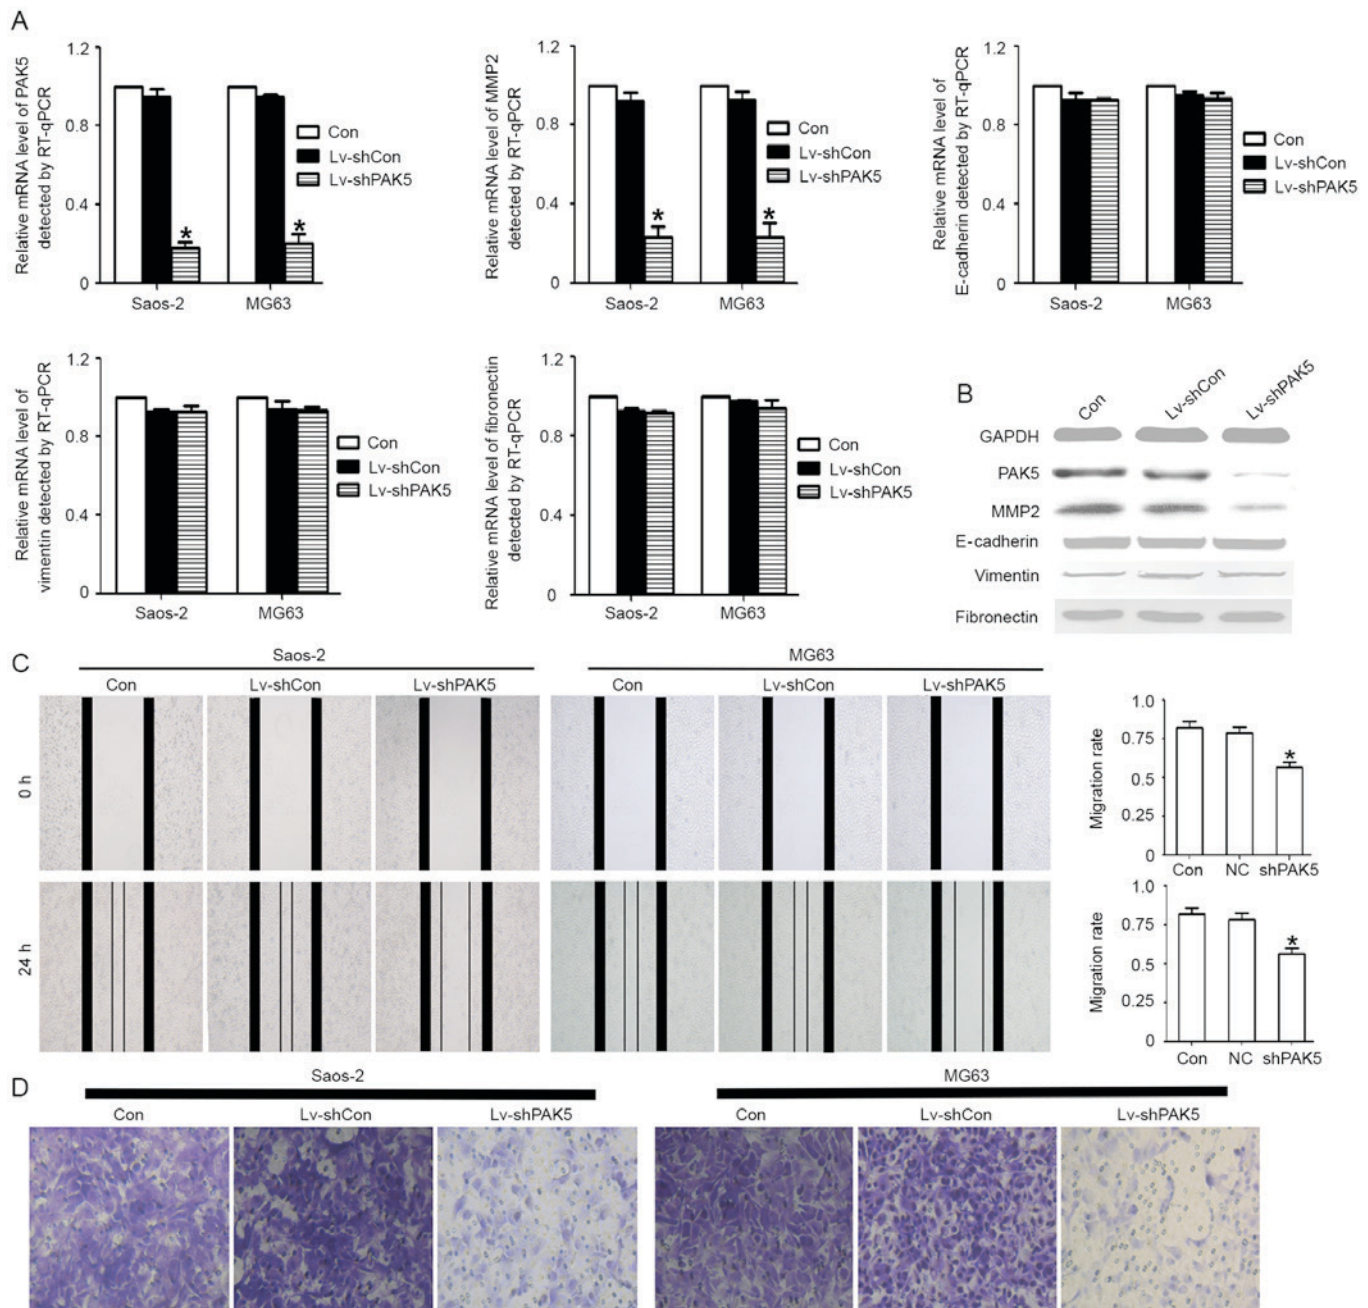 A
Relative mRNA level of PAK5
detected by RT-qPCR
1.2
0.8
0.4
0
*
*
Saos-2
MG63
Con
Lv-shCon
Lv-shPAK5
Relative mRNA level of MMP2
detected by RT-qPCR
1.2
0.8
0.4
0
*
*
Saos-2
MG63
Con
Lv-shCon
Lv-shPAK5
Relative mRNA level of
E-cadherin detected by RT-qPCR
1.2
0.8
0.4
0
Saos-2
MG63
Con
Lv-shCon
Lv-shPAK5
Relative mRNA level of
vimentin detected by RT-qPCR
1.2
0.8
0.4
0
Saos-2
MG63
Con
Lv-shCon
Lv-shPAK5
Relative mRNA level of fibronectin
detected by RT-qPCR
1.2
0.8
0.4
0
Saos-2
MG63
Con
Lv-shCon
Lv-shPAK5
B
Con
Lv-shCon
Lv-shPAK5
GAPDH
PAK5
MMP2
E-cadherin
Vimentin
Fibronectin
C
Saos-2
MG63
Con
Lv-shCon
Lv-shPAK5
Con
Lv-shCon
Lv-shPAK5
0 h
24 h
Migration rate
1.0
0.75
0.5
0.25
0
*
Con
NC
shPAK5
Migration rate
1.0
0.75
0.5
0.25
0
*
Con
NC
shPAK5
D
Saos-2
MG63
Con
Lv-shCon
Lv-shPAK5
Con
Lv-shCon
Lv-shPAK5